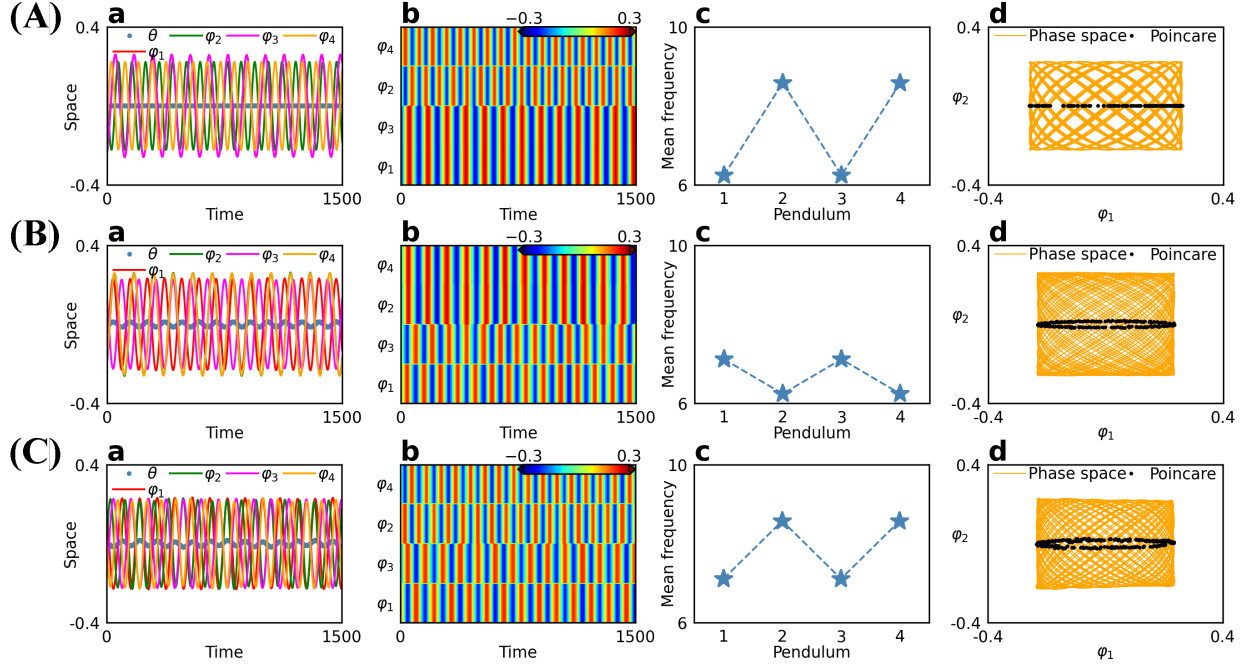 (A)
a
0.4
-0.4
0
1500
Space
Time
θ φ2 φ3 φ4
φ1
b
−0.3 0.3
φ4
φ2
φ3
φ1
0
1500
Time
c
10
6
Mean frequency
1 2 3 4
Pendulum
d
0.4
φ2
-0.4
-0.4
0.4
φ1
Phase space Poincare
(B)
a
0.4
-0.4
0
1500
Space
Time
θ φ2 φ3 φ4
φ1
b
−0.3 0.3
φ4
φ2
φ3
φ1
0
1500
Time
c
10
6
Mean frequency
1 2 3 4
Pendulum
d
0.4
φ2
-0.4
-0.4
0.4
φ1
Phase space Poincare
(C)
a
0.4
-0.4
0
1500
Space
Time
θ φ2 φ3 φ4
φ1
b
−0.3 0.3
φ4
φ2
φ3
φ1
0
1500
Time
c
10
6
Mean frequency
1 2 3 4
Pendulum
d
0.4
φ2
-0.4
-0.4
0.4
φ1
Phase space Poincare